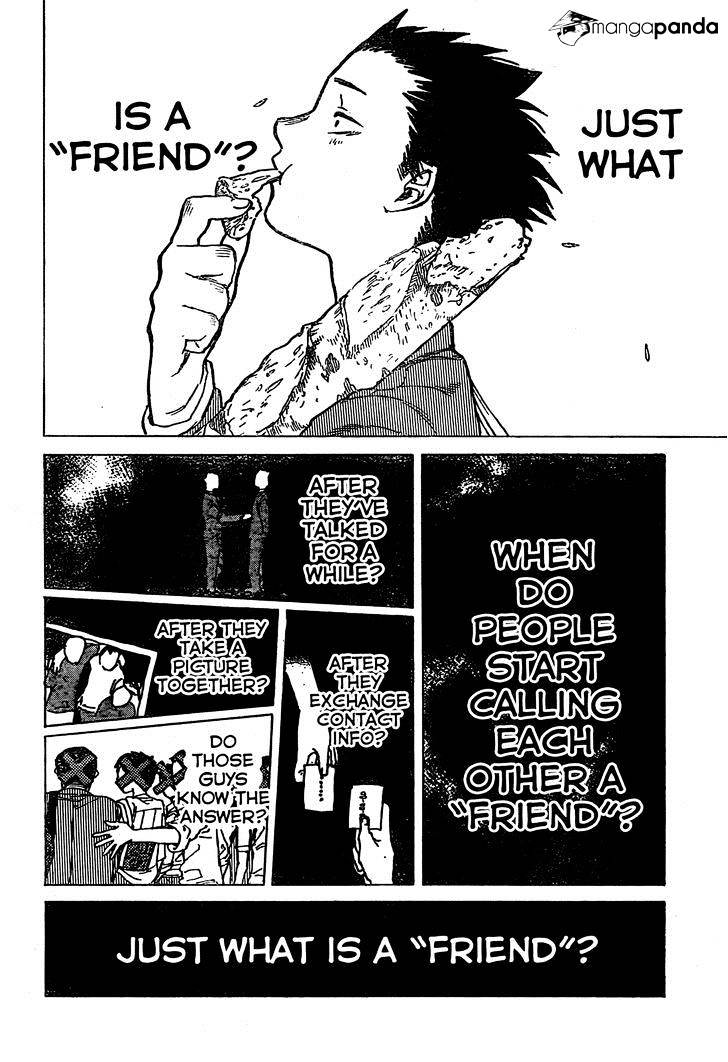 mangapanda
JUST
WHAT
IS A
"FRIEND"?
WHEN
DO
PEOPLE
START
CALLING
EACH
OTHER A
"FRIEND"?
AFTER
THEY'VE
TALKED
FOR A
WHILE?
AFTER
THEY
EXCHANGE
CONTACT
INFO?
AFTER THEY
TAKE A
PICTURE
TOGETHER?
DO
THOSE
GUYS
KNOW THE
ANSWER?
JUST WHAT IS A "FRIEND"?